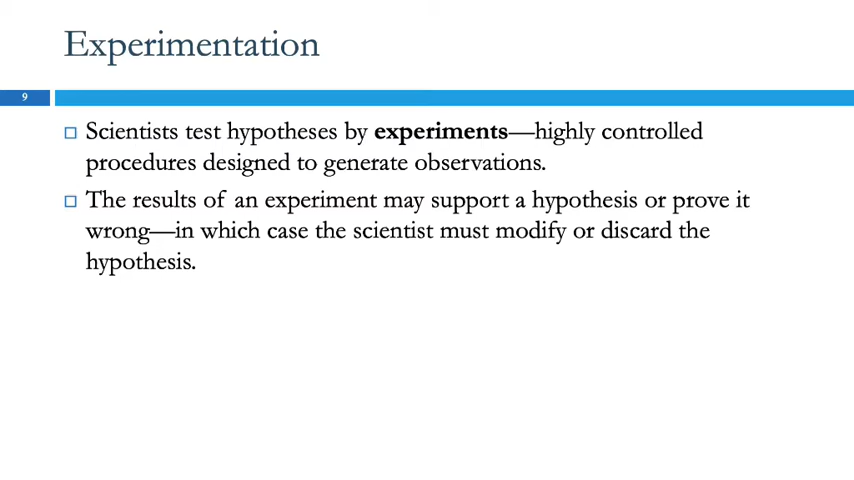 Experimentation
9
Scientists test hypotheses by experiments—highly controlled
procedures designed to generate observations.
The results of an experiment may support a hypothesis or prove it
wrong—in which case the scientist must modify or discard the
hypothesis.